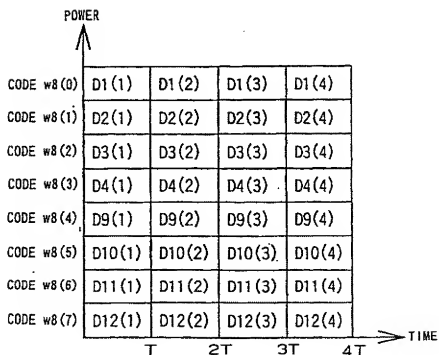 POWER
CODE w8(0) D1(1) D1(2) D1(3) D1(4)
CODE w8(1) D2(1) D2(2) D2(3) D2(4)
CODE w8(2) D3(1) D3(2) D3(3) D3(4)
CODE w8(3) D4(1) D4(2) D4(3) D4(4)
CODE w8(4) D9(1) D9(2) D9(3) D9(4)
CODE w8(5) D10(1) D10(2) D10(3) D10(4)
CODE w8(6) D11(1) D11(2) D11(3) D11(4)
CODE w8(7) D12(1) D12(2) D12(3) D12(4)
TIME
T 2T 3T 4T